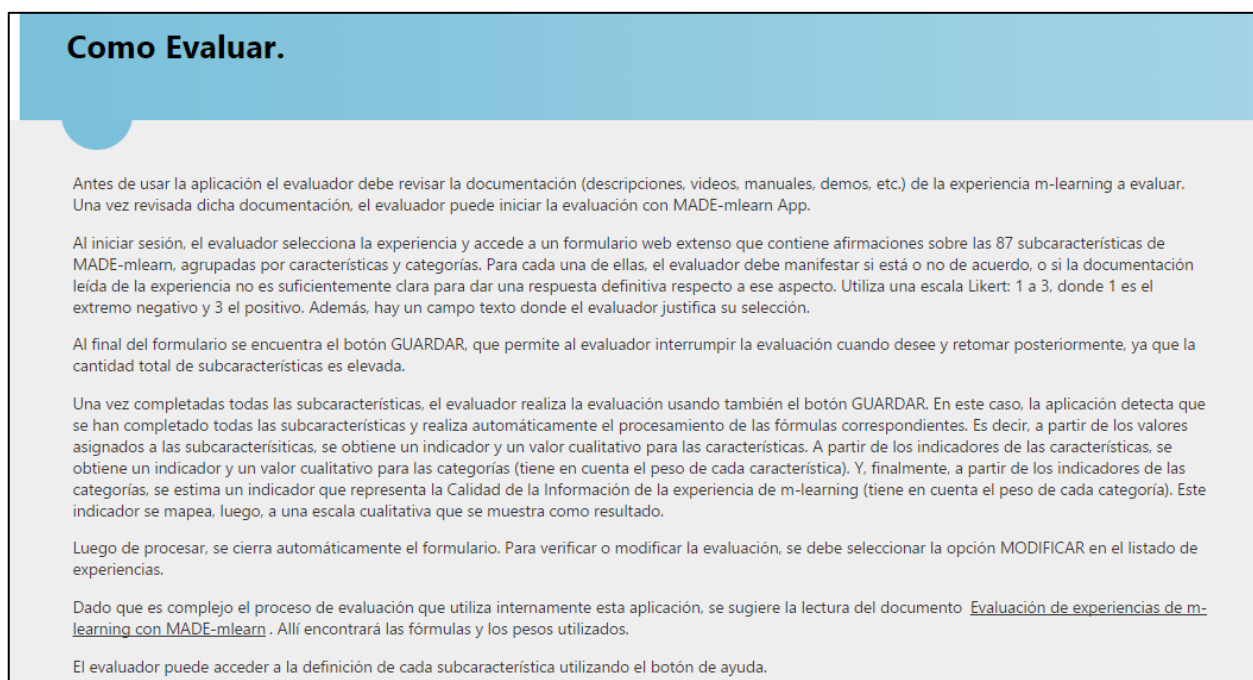 Como Evaluar.
Antes de usar la aplicación el evaluador debe revisar la documentación (descripciones, videos, manuales, demos, etc.) de la experiencia m-learning a evaluar.
Una vez revisada dicha documentación, el evaluador puede iniciar la evaluación con MADE-mlearn App.
Al iniciar sesión, el evaluador selecciona la experiencia y accede a un formulario web extenso que contiene afirmaciones sobre las 87 subcaracterísticas de
MADE-mlearn, agrupadas por características y categorías. Para cada una de ellas, el evaluador debe manifestar si está o no de acuerdo, o si la documentación
leída de la experiencia no es suficientemente clara para dar una respuesta definitiva respecto a ese aspecto. Utiliza una escala Likert: 1 a 3, donde 1 es el
extremo negativo y 3 el positivo. Además, hay un campo texto donde el evaluador justifica su selección.
Al final del formulario se encuentra el botón GUARDAR, que permite al evaluador interrumpir la evaluación cuando desee y retomar posteriormente, ya que la
cantidad total de subcaracterísticas es elevada.
Una vez completadas todas las subcaracterísticas, el evaluador realiza la evaluación usando también el botón GUARDAR. En este caso, la aplicación detecta que
se han completado todas las subcaracterísticas y realiza automáticamente el procesamiento de las fórmulas correspondientes. Es decir, a partir de los valores
asignados a las subcaracterísiticas, se obtiene un indicador y un valor cualitativo para las características. A partir de los indicadores de las características, se
obtiene un indicador y un valor cualitativo para las categorías (tiene en cuenta el peso de cada característica). Y, finalmente, a partir de los indicadores de las
categorías, se estima un indicador que representa la Calidad de la Información de la experiencia de m-learning (tiene en cuenta el peso de cada categoría). Este
indicador se mapea, luego, a una escala cualitativa que se muestra como resultado.
Luego de procesar, se cierra automáticamente el formulario. Para verificar o modificar la evaluación, se debe seleccionar la opción MODIFICAR en el listado de
experiencias.
Dado que es complejo el proceso de evaluación que utiliza internamente esta aplicación, se sugiere la lectura del documento Evaluación de experiencias de m-
learning con MADE-mlearn . Allí encontrará las fórmulas y los pesos utilizados.
El evaluador puede acceder a la definición de cada subcaracterística utilizando el botón de ayuda.